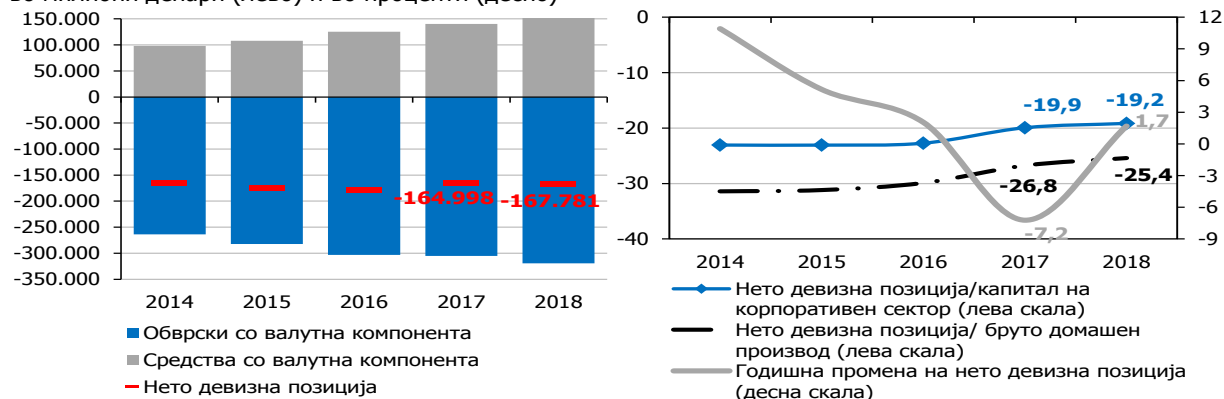 150.000
100.000
50.000
0
-50.000
-100.000
-150.000
-200.000
-250.000
-300.000
-350.000
-164.998
-167.781
2014 2015 2016 2017 2018
Обврски со валутна компонента
Средства со валутна компонента
Нето девизна позиција
0
-10
-20
-30
-40
12
9
6
3
0
-3
-6
-9
-19,9
-19,2
1,7
-26,8
-25,4
-7,2
2014 2015 2016 2017 2018
Нето девизна позиција/капитал на
корпоративен сектор (лева скала)
Нето девизна позиција/ бруто домашен
производ (лева скала)
Годишна промена на нето девизна позиција
(десна скала)